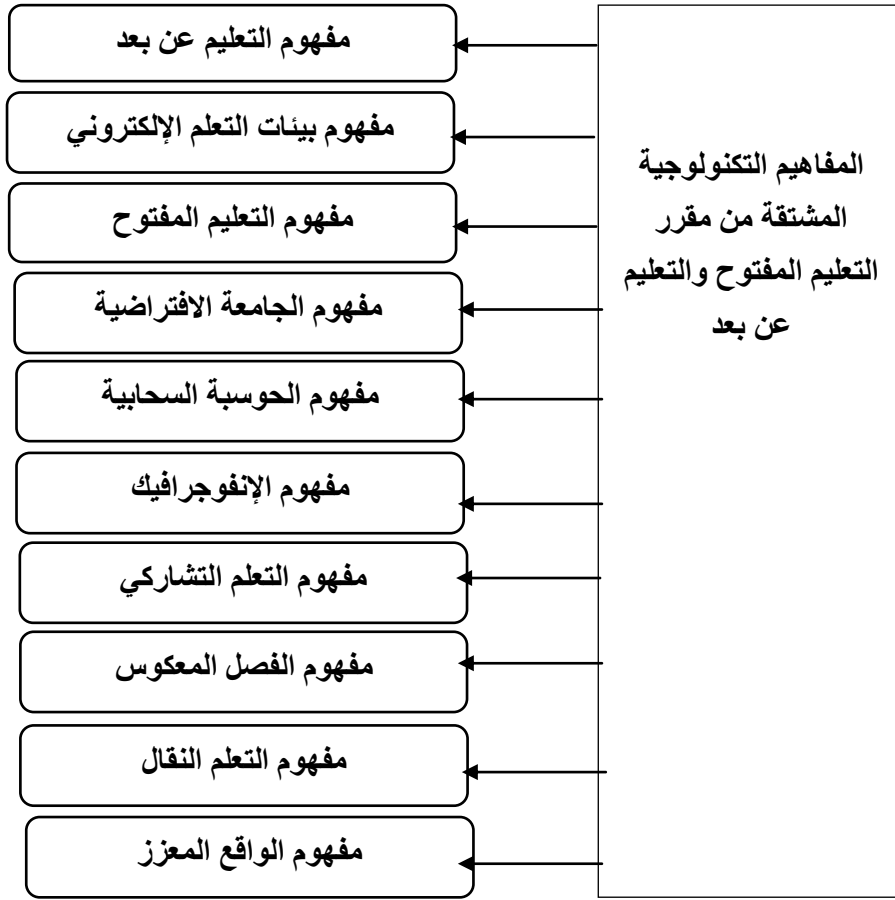 المفاهيم التكنولوجية
المشتقة من مقرر
التعليم المفتوح والتعليم
عن بعد
مفهوم التعليم عن بعد
مفهوم بيئات التعلم الإلكتروني
مفهوم التعليم المفتوح
مفهوم الجامعة الافتراضية
مفهوم الحوسبة السحابية
مفهوم الإنفوجرافيك
مفهوم التعلم التشاركي
مفهوم الفصل المعكوس
مفهوم التعلم النقال
مفهوم الواقع المعزز